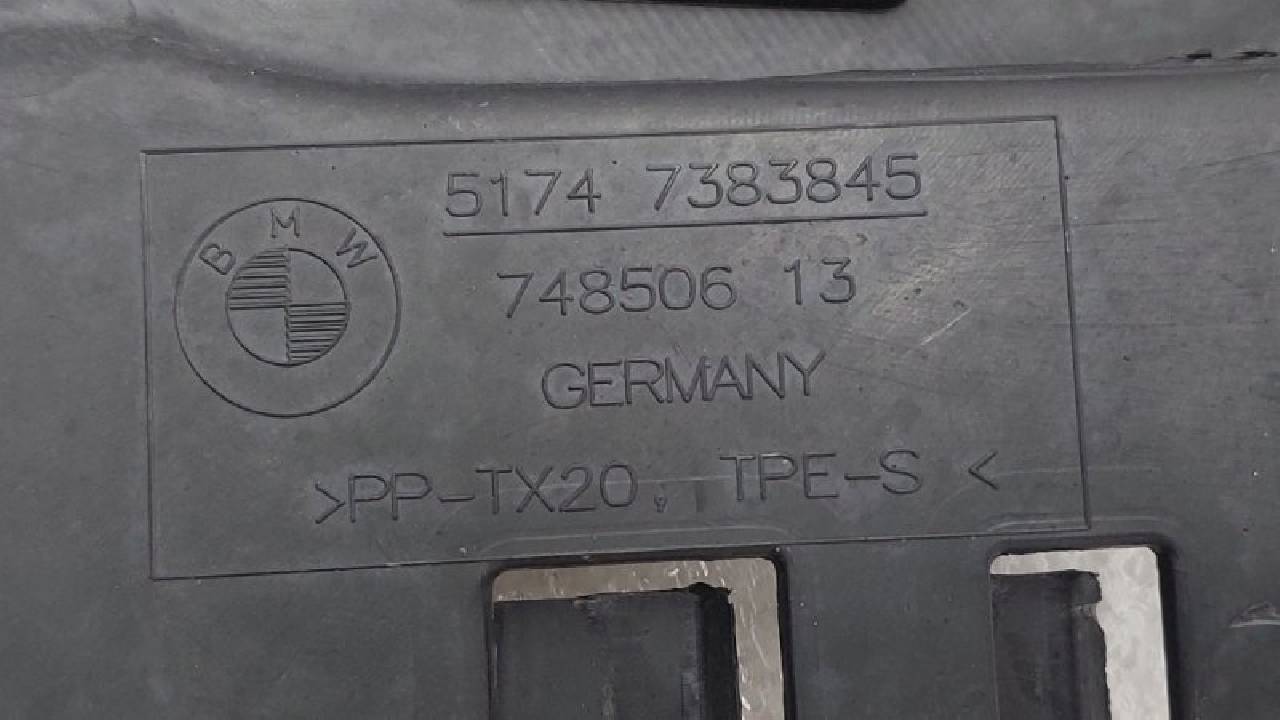 BMW
5174 7383845
748506 13
GERMANY
>PP-TX20, TPE-S <